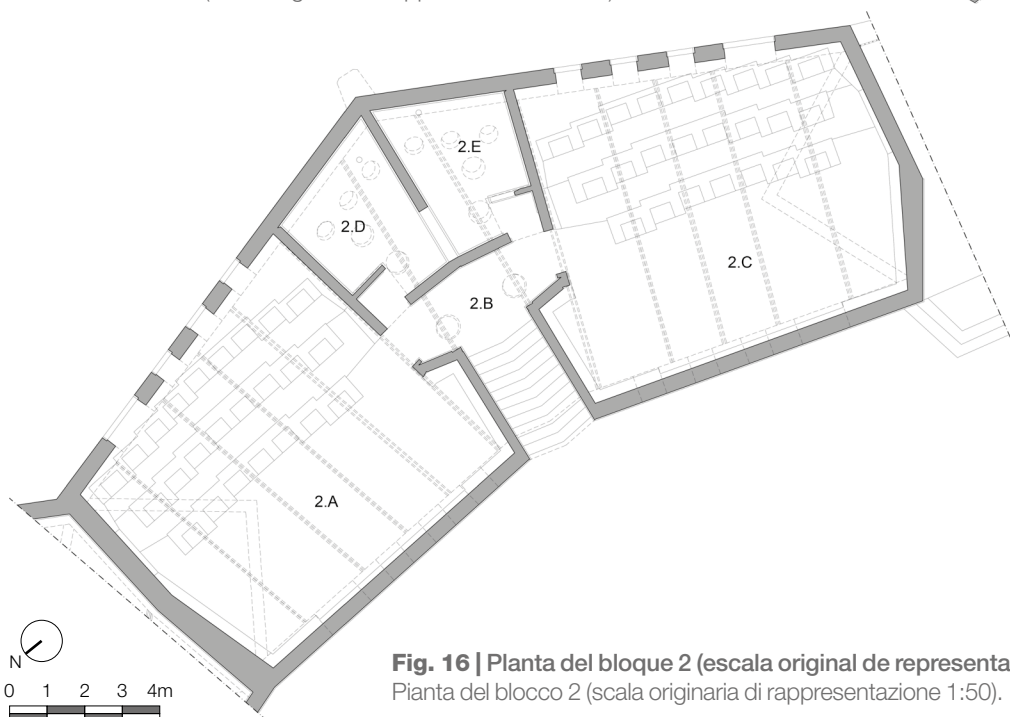 2.E
2.D
2.C
2.B
2.A
N
0 1 2 3 4m
Fig. 16 | Planta del bloque 2 (escala original de representa
Pianta del blocco 2 (scala originaria di rappresentazione 1:50).